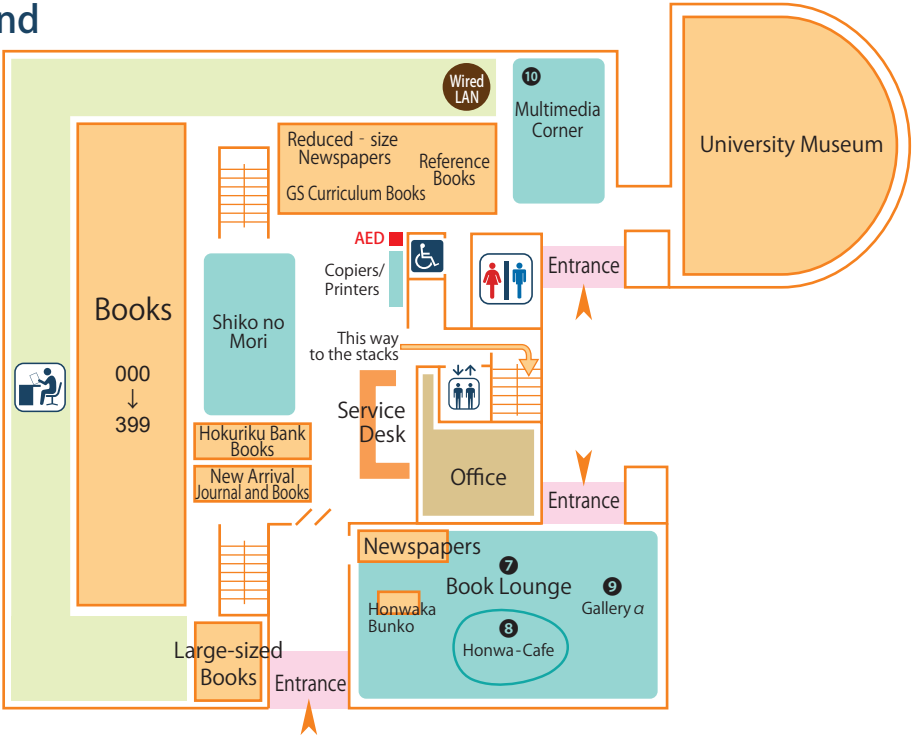 nd
Wired
LAN
❿
Multimedia
Corner
University Museum
Reduced - size
Newspapers
Reference
Books
GS Curriculum Books
AED
Copiers/
Printers
Entrance
Books
000
↓
399
Shiko no
Mori
This way
to the stacks
Service
Desk
Hokuriku Bank
Books
New Arrival
Journal and Books
Office
Entrance
Newspapers
❼
Book Lounge
❾
Gallery α
Honwaka
Bunko
❽
Honwa-Cafe
Large-sized
Books
Entrance